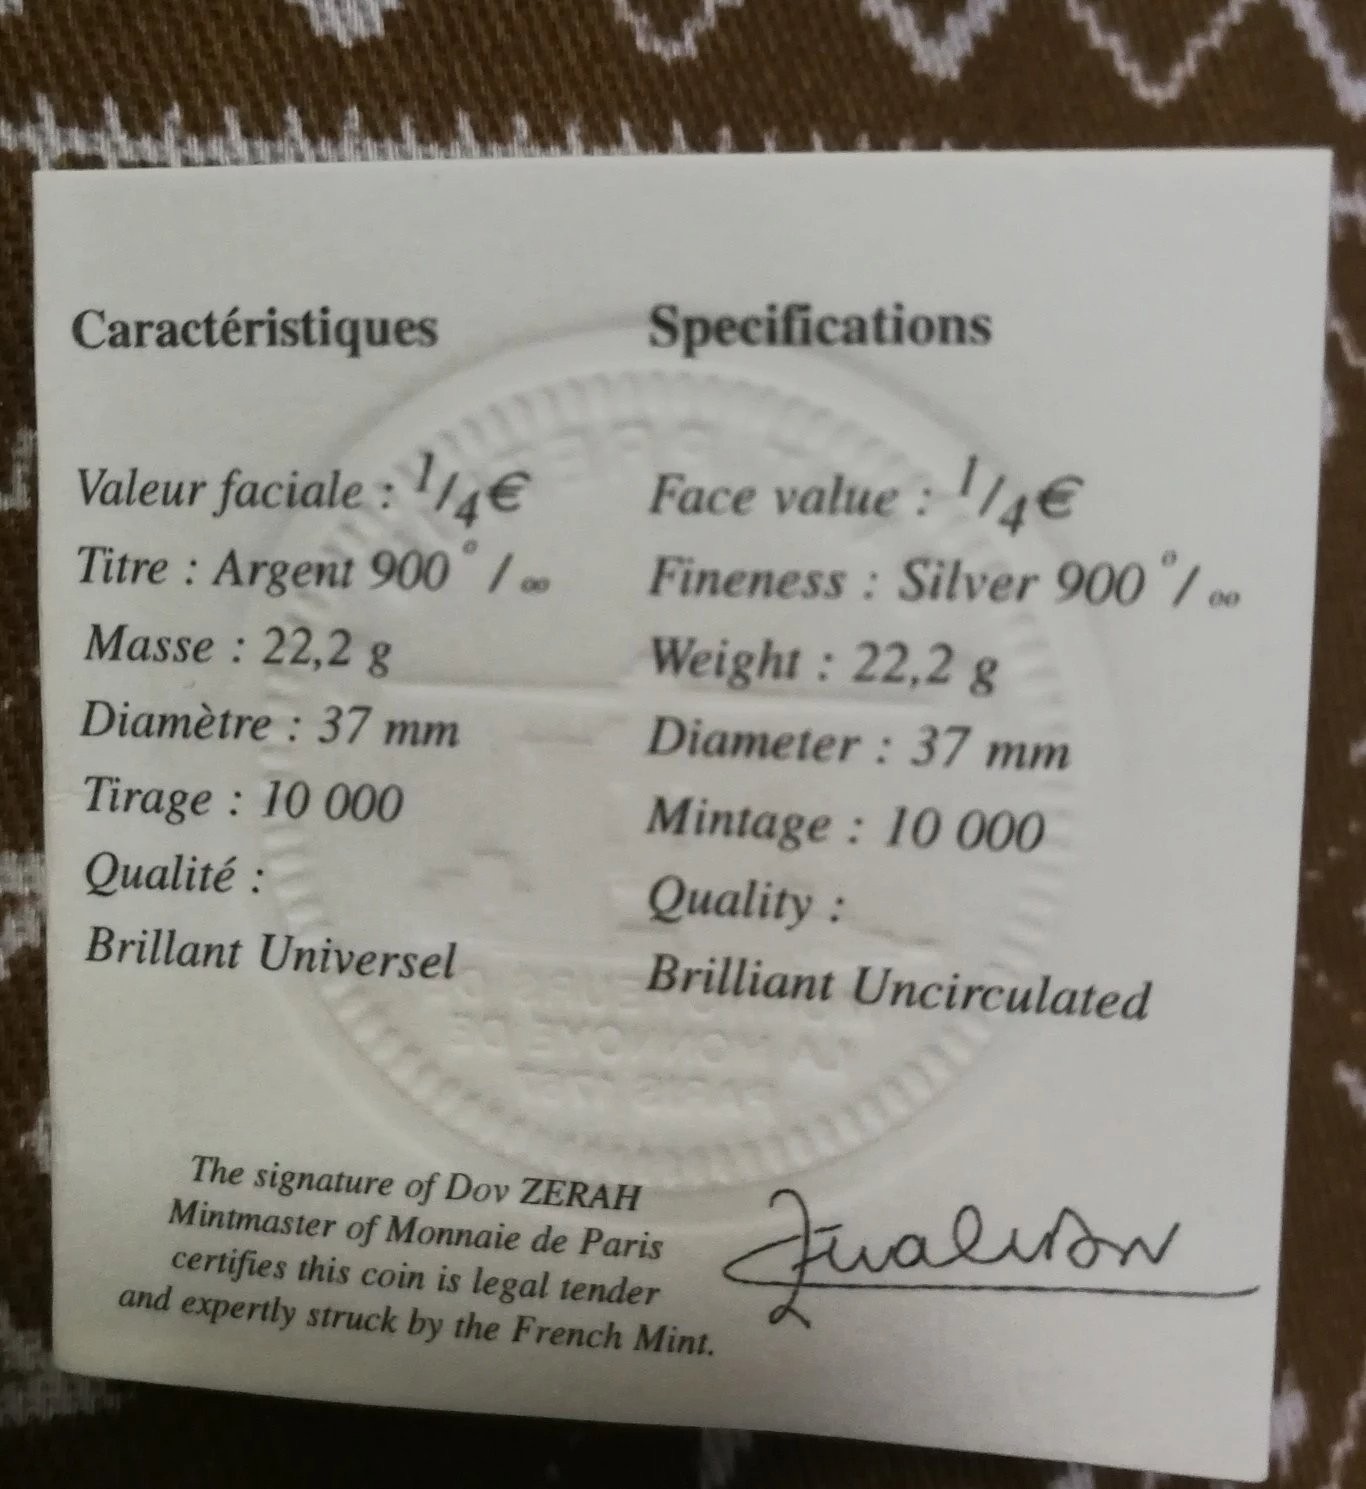 Caractéristiques
Valeur faciale : 1/4€
Titre : Argent 900 °/oo
Masse : 22,2 g
Diamètre : 37 mm
Tirage : 10 000
Qualité :
Brillant Universel
Specifications
Face value : 1/4€
Fineness : Silver 900 °/oo
Weight : 22,2 g
Diameter : 37 mm
Mintage : 10 000
Quality :
Brilliant Uncirculated
The signature of Dov ZERAH
Mintmaster of Monnaie de Paris
certifies this coin is legal tender
and expertly struck by the French Mint.